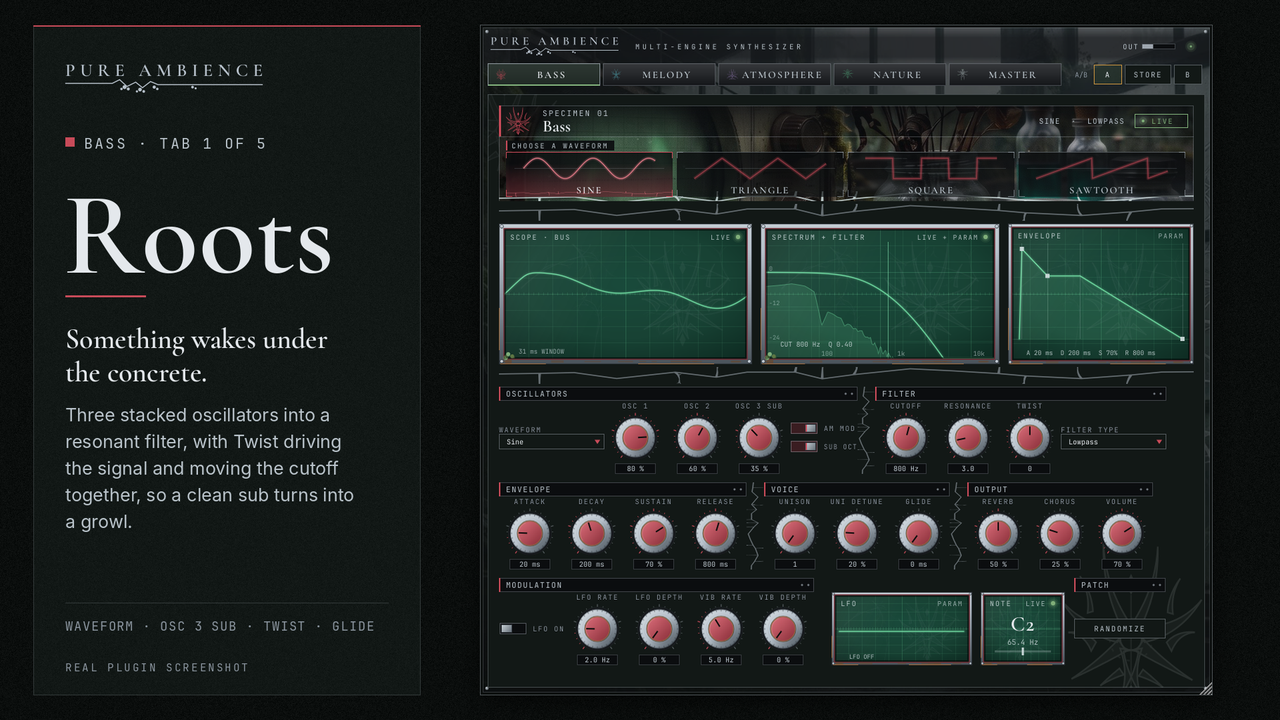 PURE AMBIENCE
BASS · TAB 1 OF 5
Roots
Something wakes under
the concrete.
Three stacked oscillators into a
resonant filter, with Twist driving
the signal and moving the cutoff
together, so a clean sub turns into
a growl.
WAVEFORM · OSC 3 SUB · TWIST · GLIDE
REAL PLUGIN SCREENSHOT
PURE AMBIENCE MULTI-ENGINE SYNTHESIZER OUT
BASS MELODY ATMOSPHERE NATURE MASTER A/B A STORE B
SPECIMEN 01
Bass SINE LOWPASS LIVE
CHOOSE A WAVEFORM
SINE TRIANGLE SQUARE SAWTOOTH
SCOPE - BUS LIVE SPECTRUM + FILTER LIVE + PARAM ENVELOPE PARAM
0
-12
-24
CUT 800 Hz Q 0.40
31 ms WINDOW 100 1k 10k A 20 ms D 200 ms S 70% R 800 ms
OSCILLATORS FILTER
OSC 1 OSC 2 OSC 3 SUB CUTOFF RESONANCE TWIST
WAVEFORM AM MOD FILTER TYPE
Sine SUB OCT Lowpass
80 % 60 % 35 % 800 Hz 3.0 0
ENVELOPE VOICE OUTPUT
ATTACK DECAY SUSTAIN RELEASE UNISON UNI DETUNE GLIDE REVERB CHORUS VOLUME
20 ms 200 ms 70 % 800 ms 1 20 % 0 ms 50 % 25 % 70 %
MODULATION PATCH
LFO RATE LFO DEPTH VIB RATE VIB DEPTH LFO PARAM NOTE LIVE
LFO ON C2 RANDOMIZE
65.4 Hz
2.0 Hz 0 % 5.0 Hz 0 % LFO OFF